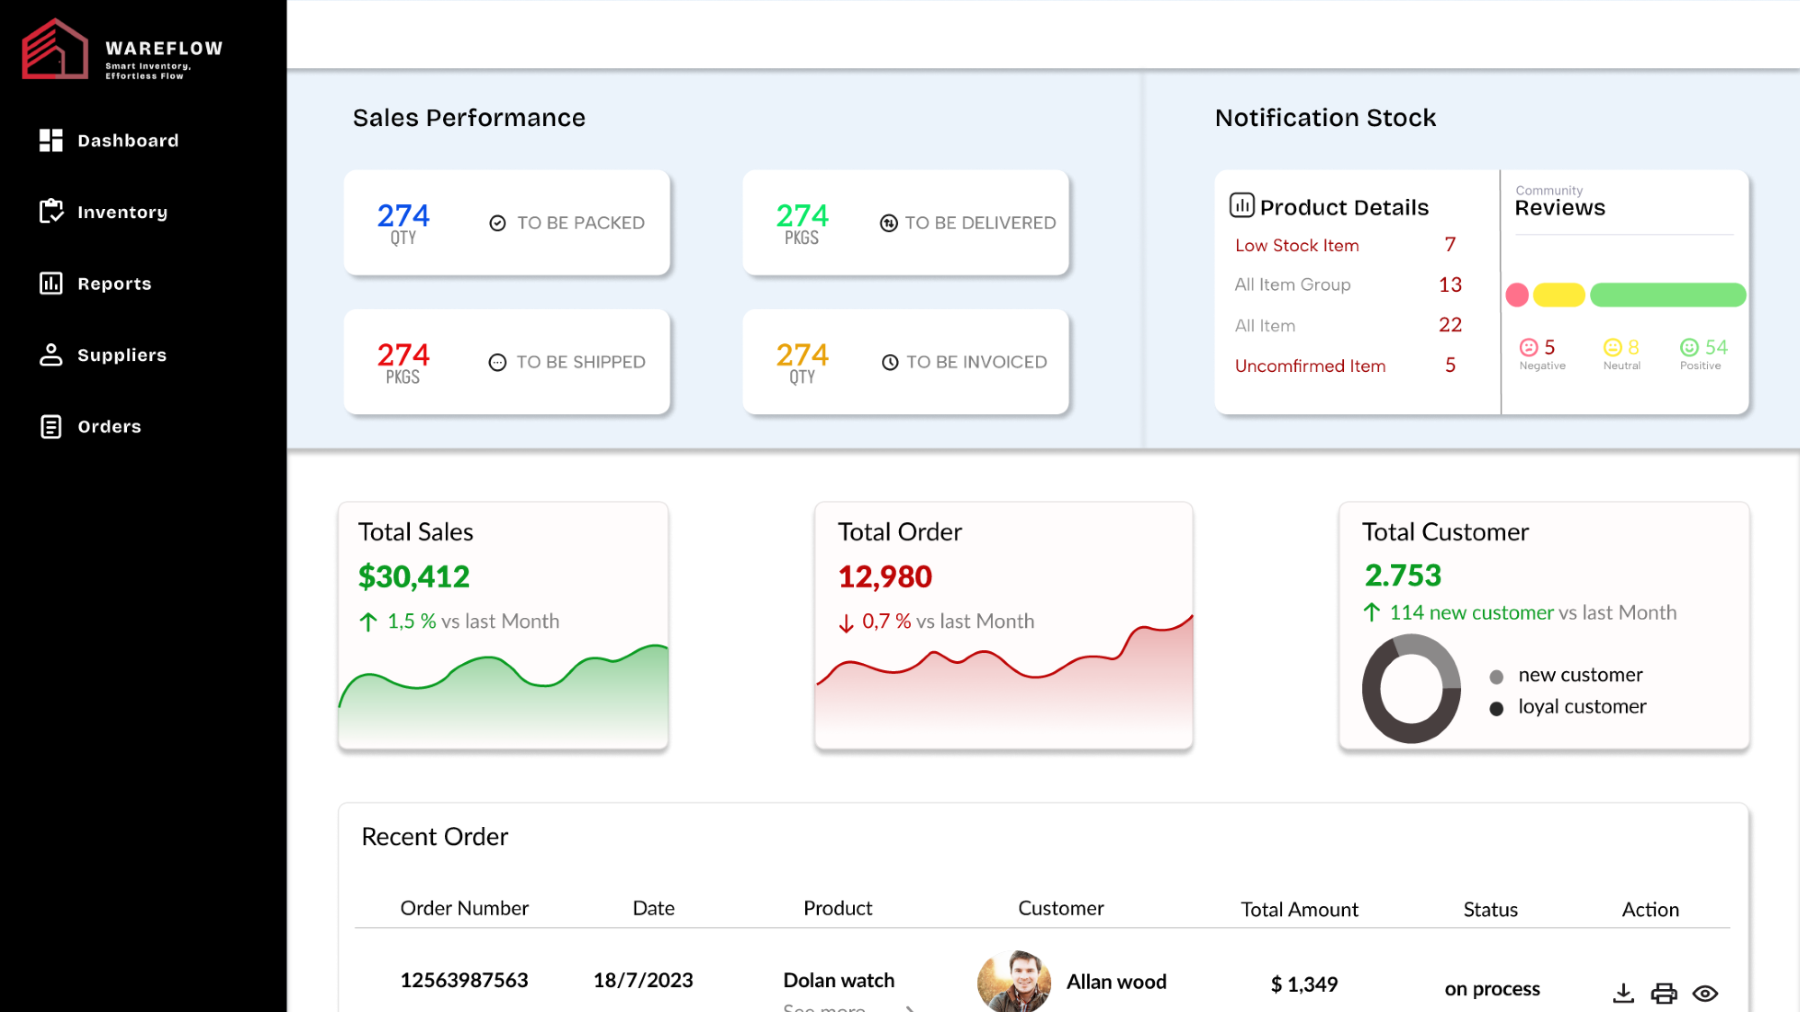 WAREFLOW
Smart Inventory,
Effortless Flow
Dashboard
Inventory
Reports
Suppliers
Orders
Sales Performance
274
QTY
TO BE PACKED
274
PKGS
TO BE DELIVERED
274
PKGS
TO BE SHIPPED
274
QTY
TO BE INVOICED
Notification Stock
Product Details
Low Stock Item 7
All Item Group 13
All Item 22
Uncomfirmed Item 5
Community
Reviews
5
Negative
8
Neutral
54
Positive
Total Sales
$30,412
1,5 % vs last Month
Total Order
12,980
0,7 % vs last Month
Total Customer
2.753
114 new customer vs last Month
new customer
loyal customer
Recent Order
Order Number Date Product Customer Total Amount Status Action
12563987563 18/7/2023 Dolan watch Allan wood $ 1,349 on process
See more